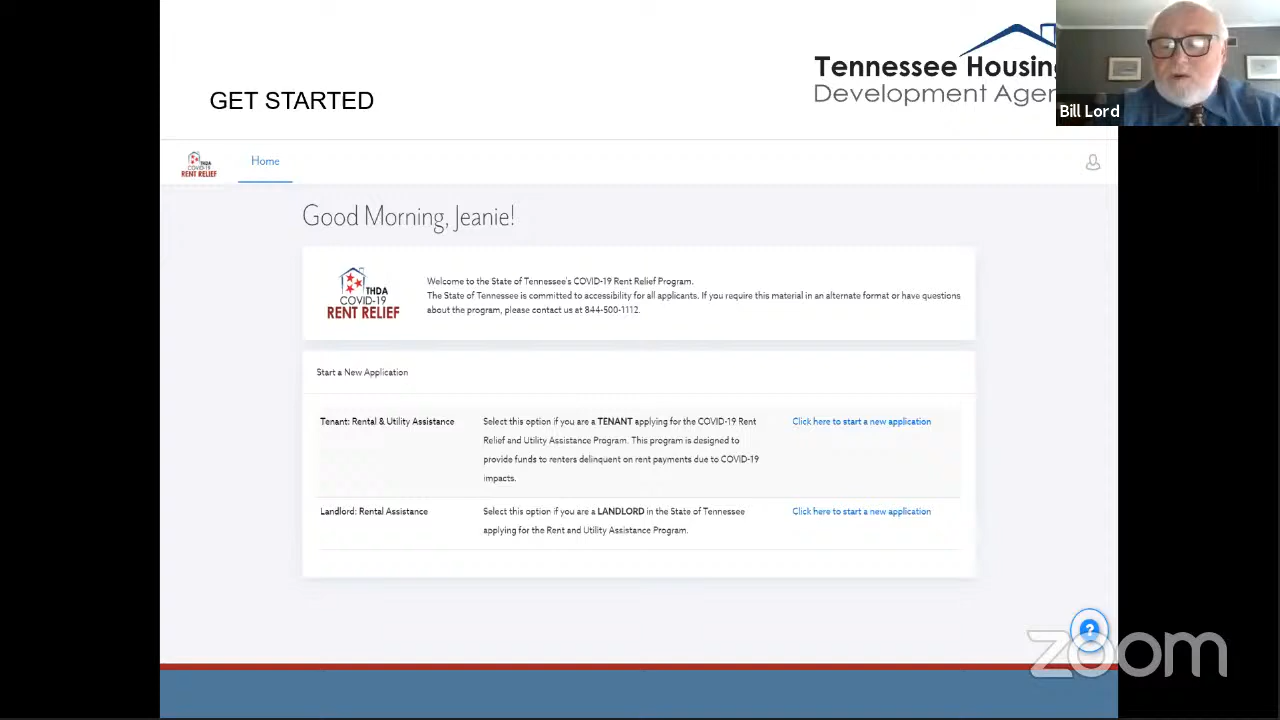 GET STARTED
Tennessee Housing
Development Agen
Bill Lord
THDA
COVID-19
RENT RELIEF
Home
Good Morning, Jeanie!
THDA
COVID-19
RENT RELIEF
Welcome to the State of Tennessee's COVID-19 Rent Relief Program.
The State of Tennessee is committed to accessibility for all applicants. If you require this material in an alternate format or have questions
about the program, please contact us at 844-500-1112.
Start a New Application
Tenant: Rental & Utility Assistance
Select this option if you are a TENANT applying for the COVID-19 Rent
Relief and Utility Assistance Program. This program is designed to
provide funds to renters delinquent on rent payments due to COVID-19
impacts.
Click here to start a new application
Landlord: Rental Assistance
Select this option if you are a LANDLORD in the State of Tennessee
applying for the Rent and Utility Assistance Program.
Click here to start a new application
?
zoom